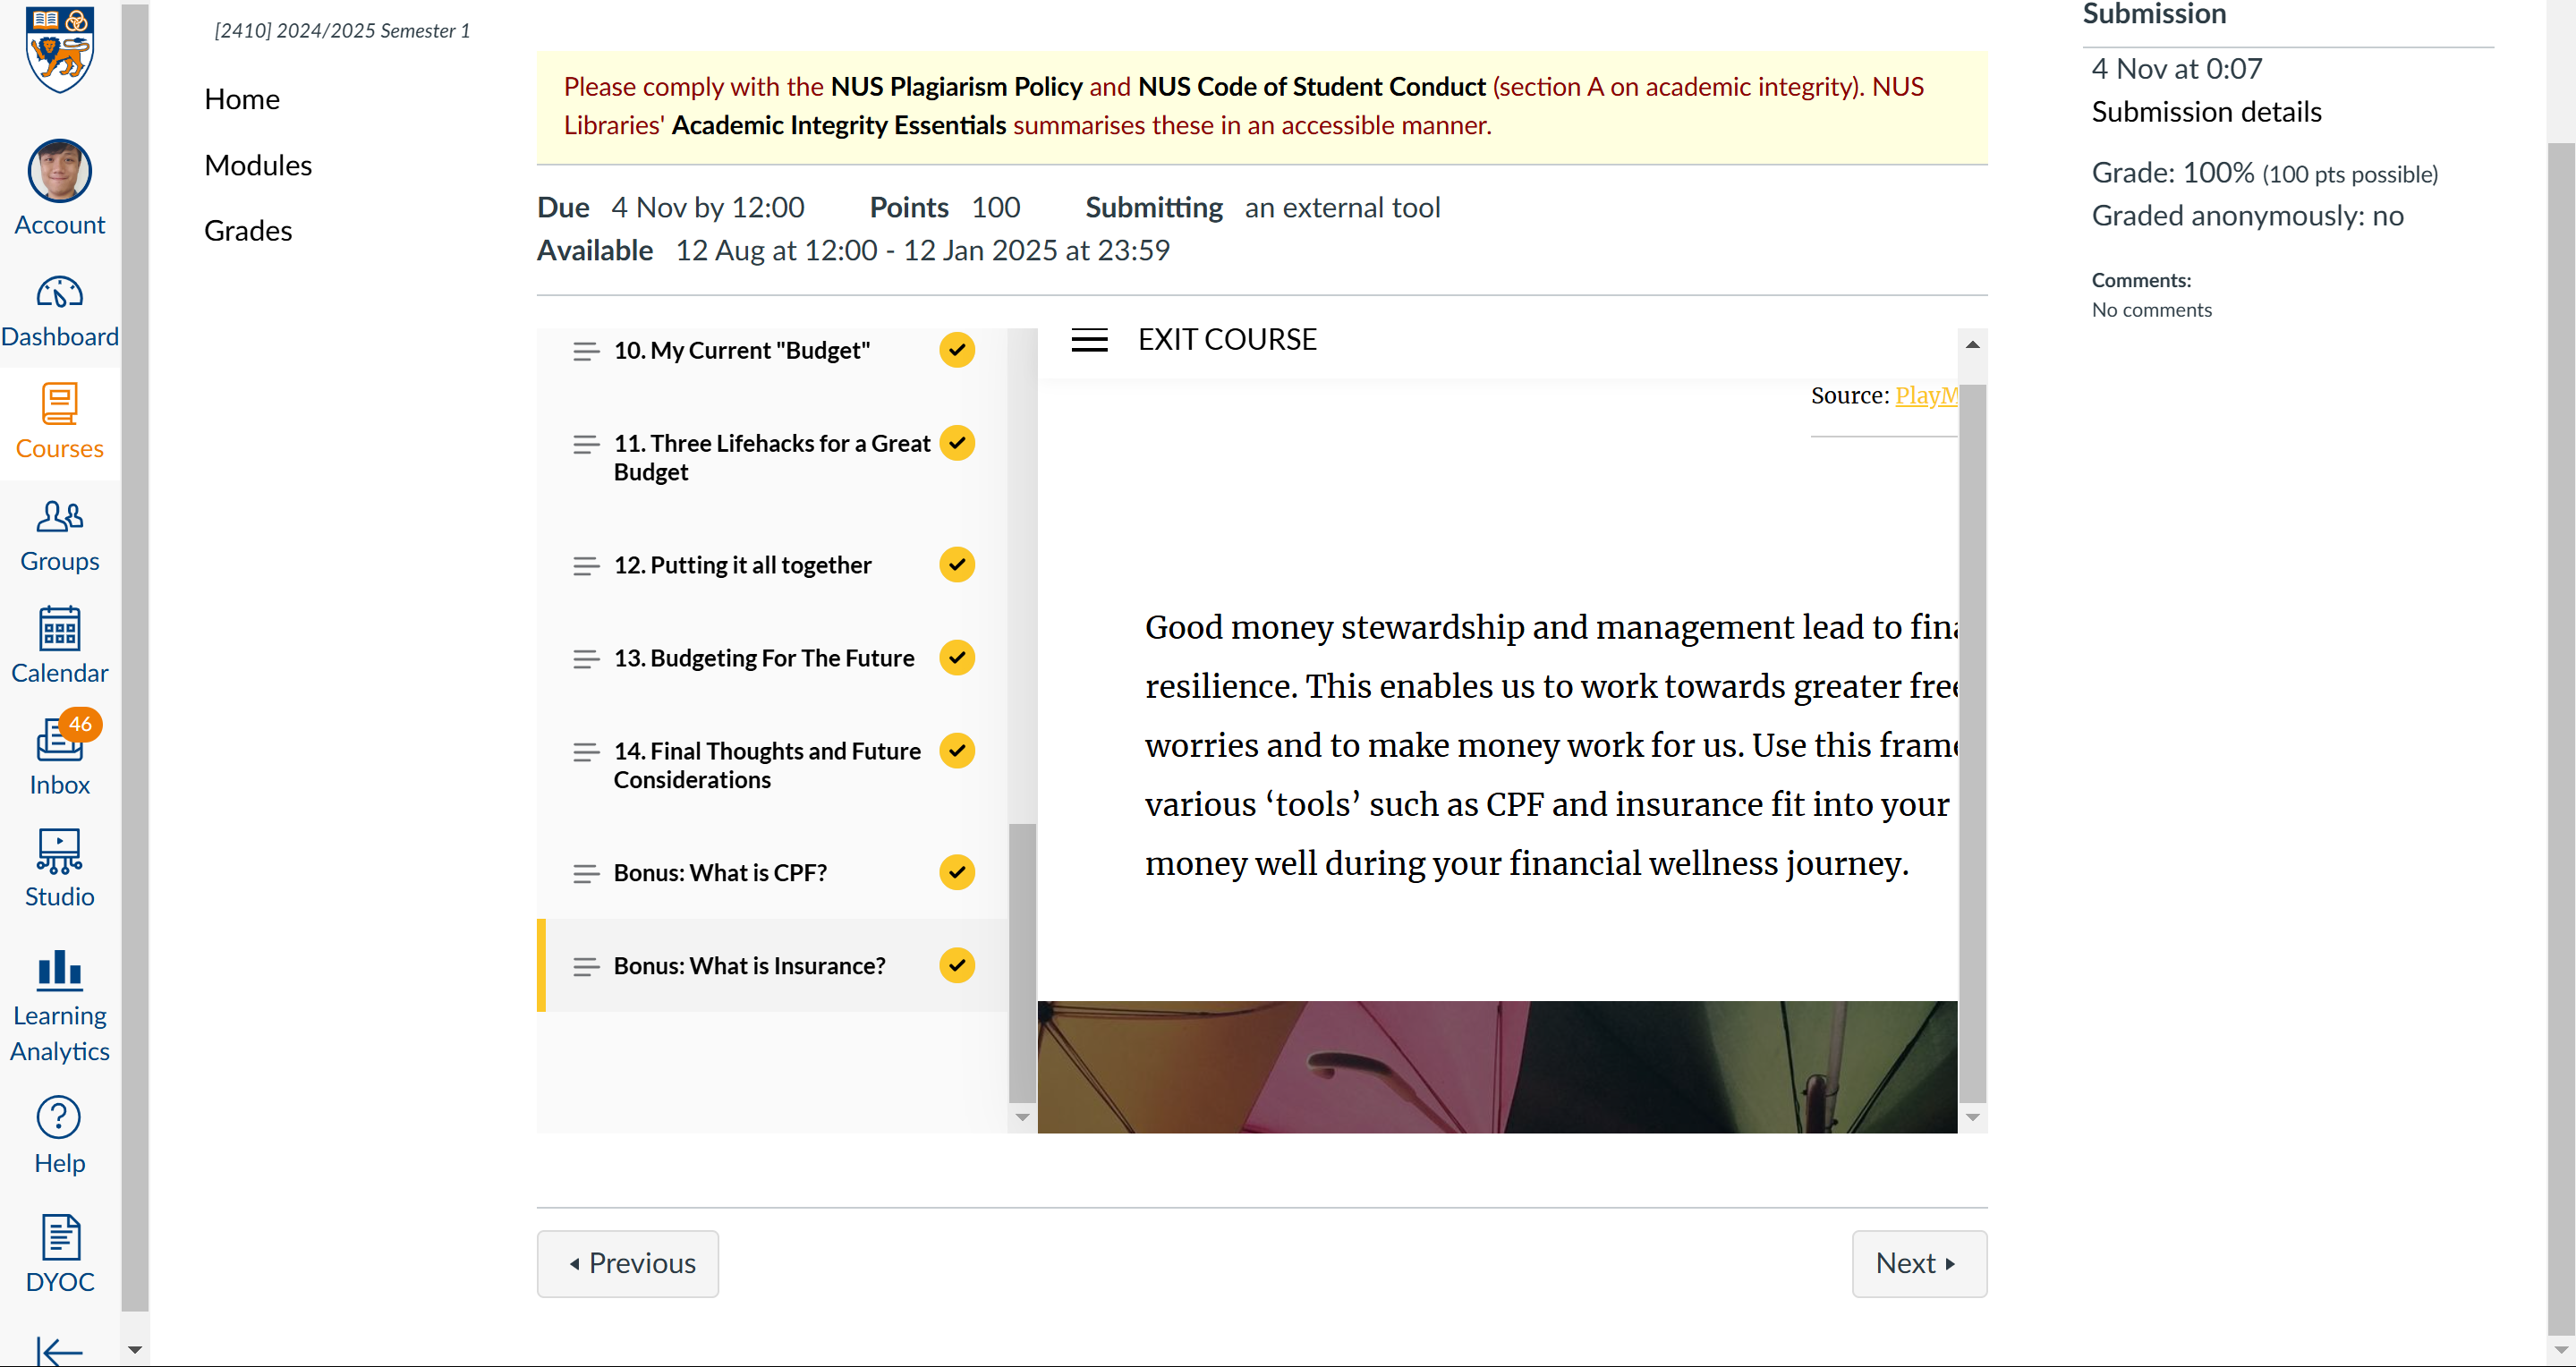 [2410] 2024/2025 Semester 1
Home
Modules
Grades
Account
Dashboard
Courses
Groups
Calendar
46
Inbox
Studio
Learning
Analytics
Help
DYOC
Please comply with the NUS Plagiarism Policy and NUS Code of Student Conduct (section A on academic integrity). NUS
Libraries' Academic Integrity Essentials summarises these in an accessible manner.
Due 4 Nov by 12:00 Points 100 Submitting an external tool
Available 12 Aug at 12:00 - 12 Jan 2025 at 23:59
10. My Current "Budget"
11. Three Lifehacks for a Great
Budget
12. Putting it all together
13. Budgeting For The Future
14. Final Thoughts and Future
Considerations
Bonus: What is CPF?
Bonus: What is Insurance?
EXIT COURSE
Source: PlayM
Good money stewardship and management lead to fina
resilience. This enables us to work towards greater free
worries and to make money work for us. Use this frame
various ‘tools’ such as CPF and insurance fit into your
money well during your financial wellness journey.
Previous
Next
Submission
4 Nov at 0:07
Submission details
Grade: 100% (100 pts possible)
Graded anonymously: no
Comments:
No comments